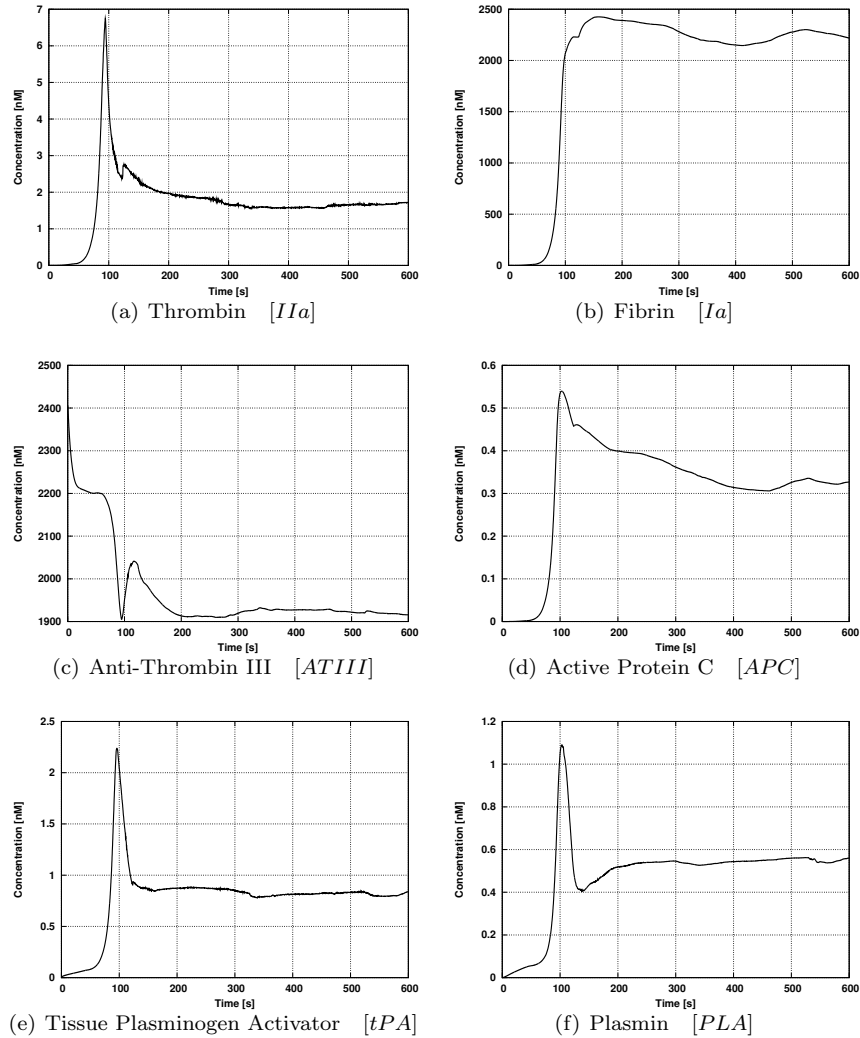 7
6
5
4
3
2
1
0
Concentration [nM]
0 100 200 300 400 500 600
Time [s]
(a) Thrombin [IIa]
2500
2000
1500
1000
500
0
Concentration [nM]
0 100 200 300 400 500 600
Time [s]
(b) Fibrin [Ia]
2500
2400
2300
2200
2100
2000
1900
Concentration [nM]
0 100 200 300 400 500 600
Time [s]
(c) Anti-Thrombin III [ATIII]
0.6
0.5
0.4
0.3
0.2
0.1
0
Concentration [nM]
0 100 200 300 400 500 600
Time [s]
(d) Active Protein C [APC]
2.5
2
1.5
1
0.5
0
Concentration [nM]
0 100 200 300 400 500 600
Time [s]
(e) Tissue Plasminogen Activator [tPA]
1.2
1
0.8
0.6
0.4
0.2
0
Concentration [nM]
0 100 200 300 400 500 600
Time [s]
(f) Plasmin [PLA]